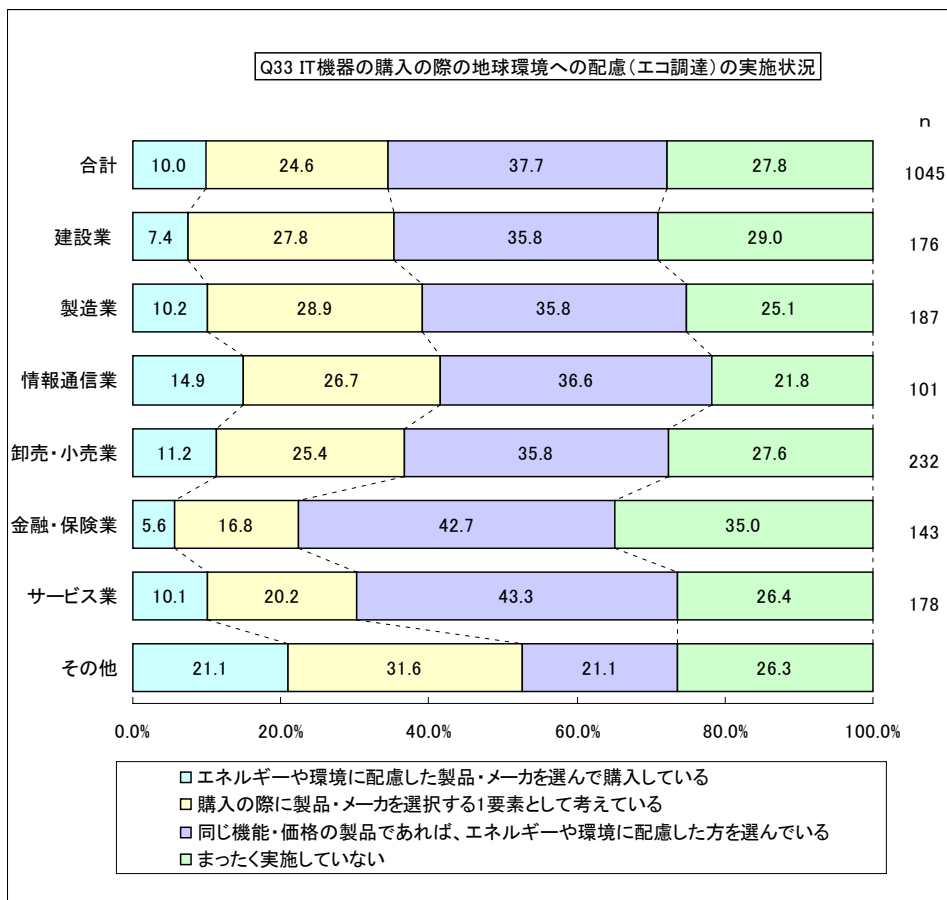 Q33 IT機器の購入の際の地球環境への配慮(エコ調達)の実施状況
n
合計 10.0 24.6 37.7 27.8 1045
建設業 7.4 27.8 35.8 29.0 176
製造業 10.2 28.9 35.8 25.1 187
情報通信業 14.9 26.7 36.6 21.8 101
卸売・小売業 11.2 25.4 35.8 27.6 232
金融・保険業 5.6 16.8 42.7 35.0 143
サービス業 10.1 20.2 43.3 26.4 178
その他 21.1 31.6 21.1 26.3
0.0% 20.0% 40.0% 60.0% 80.0% 100.0%
エネルギーや環境に配慮した製品・メーカを選んで購入している
購入の際に製品・メーカを選択する1要素として考えている
同じ機能・価格の製品であれば、エネルギーや環境に配慮した方を選んでいる
まったく実施していない